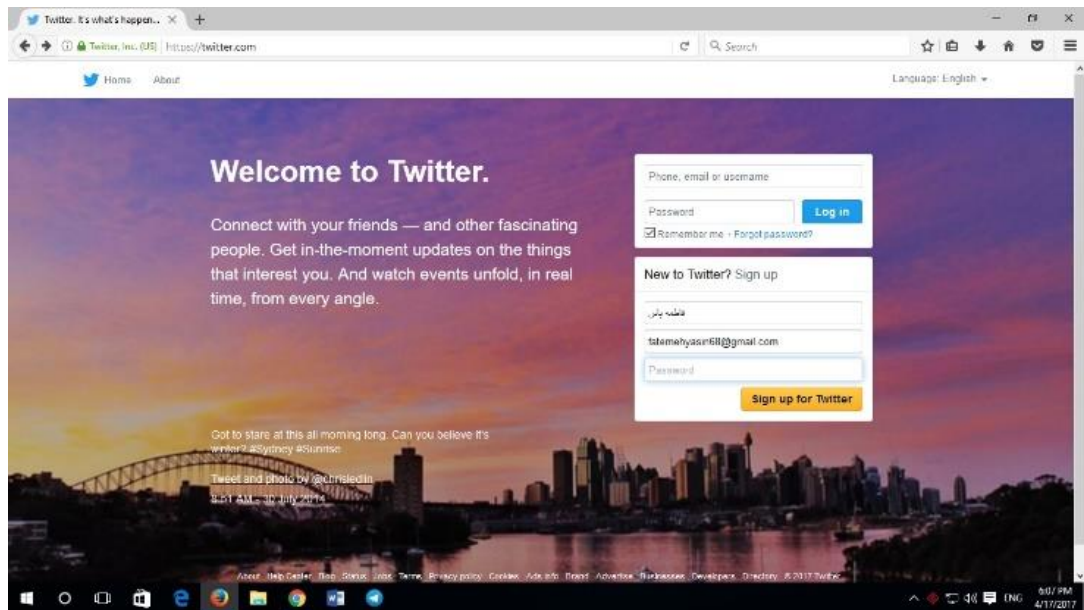 Twitter. It's what's happen...
Twitter, Inc. (US) https://twitter.com
Search
Home About
Language: English
Welcome to Twitter.
Connect with your friends — and other fascinating
people. Get in-the-moment updates on the things
that interest you. And watch events unfold, in real
time, from every angle.
Phone, email or username
Password
Log in
Remember me · Forgot password?
New to Twitter? Sign up
فاطمه
fatemehyasin68@gmail.com
Password
Sign up for Twitter
Got to stare at this all morning long. Can you believe it's
winter? #Sydney #Sunrise
Tweet and photo by @chrisledlin
8:51 AM - 30 July 2014
About Help Center Blog Status Jobs Terms Privacy policy Cookies Ads info Brand Advertise Businesses Developers Directory © 2017 Twitter
ENG
6:07 PM
4/17/2017